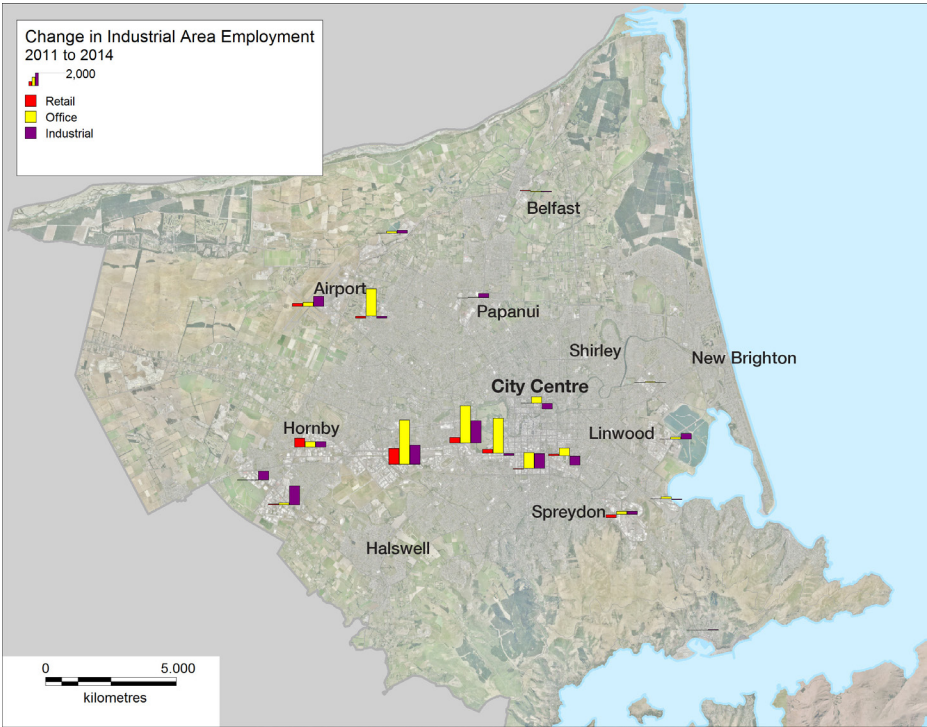 Change in Industrial Area Employment
2011 to 2014
2,000
Retail
Office
Industrial
Belfast
Airport
Papanui
Shirley
New Brighton
City Centre
Hornby
Linwood
Spreydon
Halswell
0 5.000
kilometres